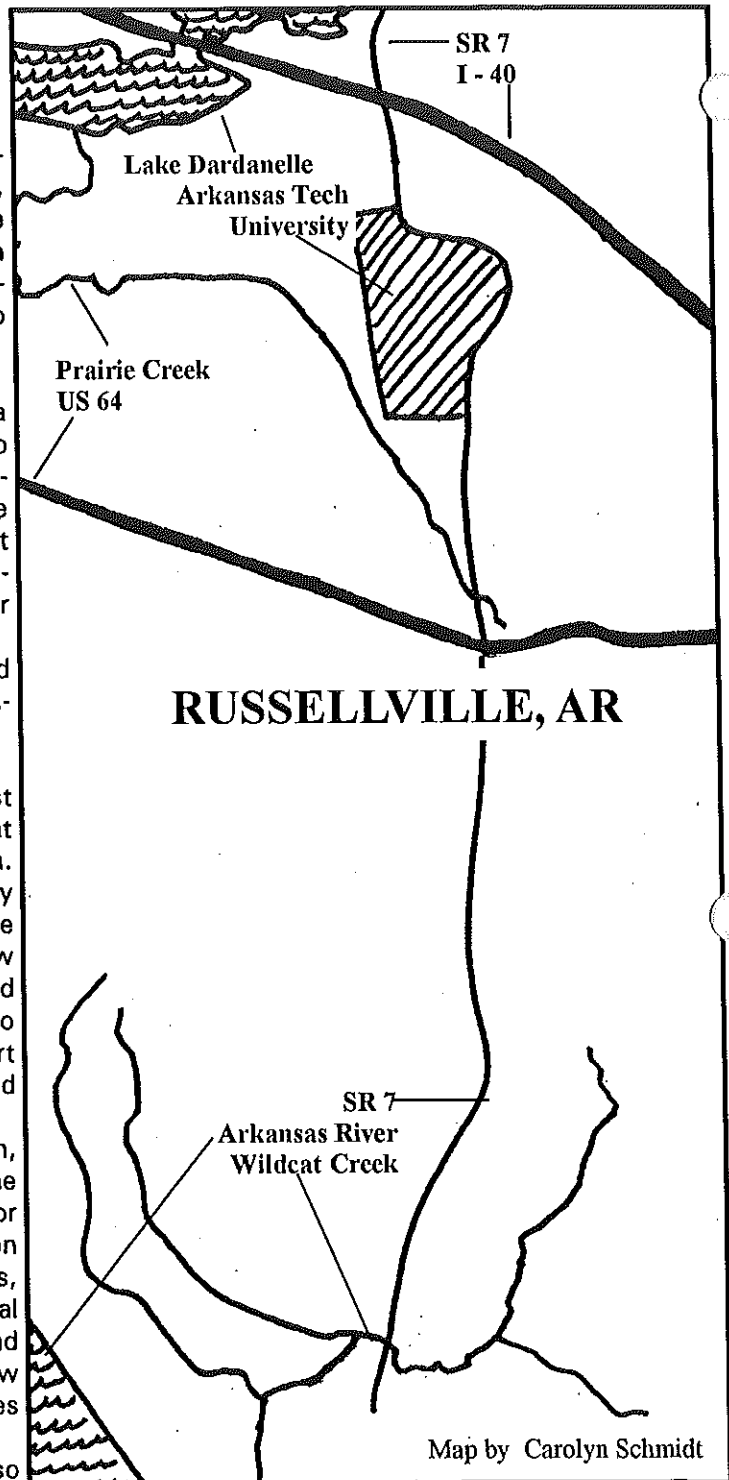 SR 7
I - 40
Lake Dardanelle
Arkansas Tech
University
Prairie Creek
US 64
RUSSELLVILLE, AR
SR 7
Arkansas River
Wildcat Creek
Map by Carolyn Schmidt